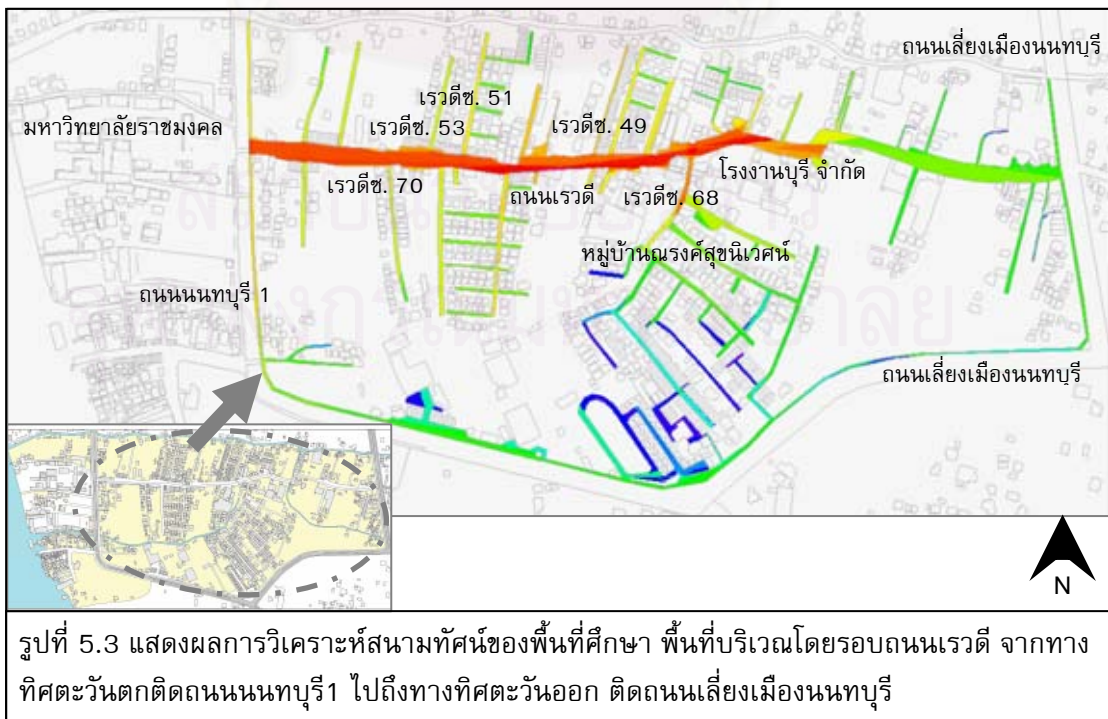 ถนนเลี่ยงเมืองนนทบุรี
เรวดีซ. 51
มหาวิทยาลัยราชมงคล
เรวดีซ. 53
เรวดีซ. 49
โรงงานบุรี จำกัด
เรวดีซ. 70
ถนนเรวดี
เรวดีซ. 68
หมู่บ้านณรงค์สุขนิเวศน์
ถนนนนทบุรี 1
ถนนเลี่ยงเมืองนนทบุรี
N
รูปที่ 5.3 แสดงผลการวิเคราะห์สนามทัศน์ของพื้นที่ศึกษา พื้นที่บริเวณโดยรอบถนนเรวดี จากทาง
ทิศตะวันตกติดถนนนนทบุรี1 ไปถึงทางทิศตะวันออก ติดถนนเลี่ยงเมืองนนทบุรี